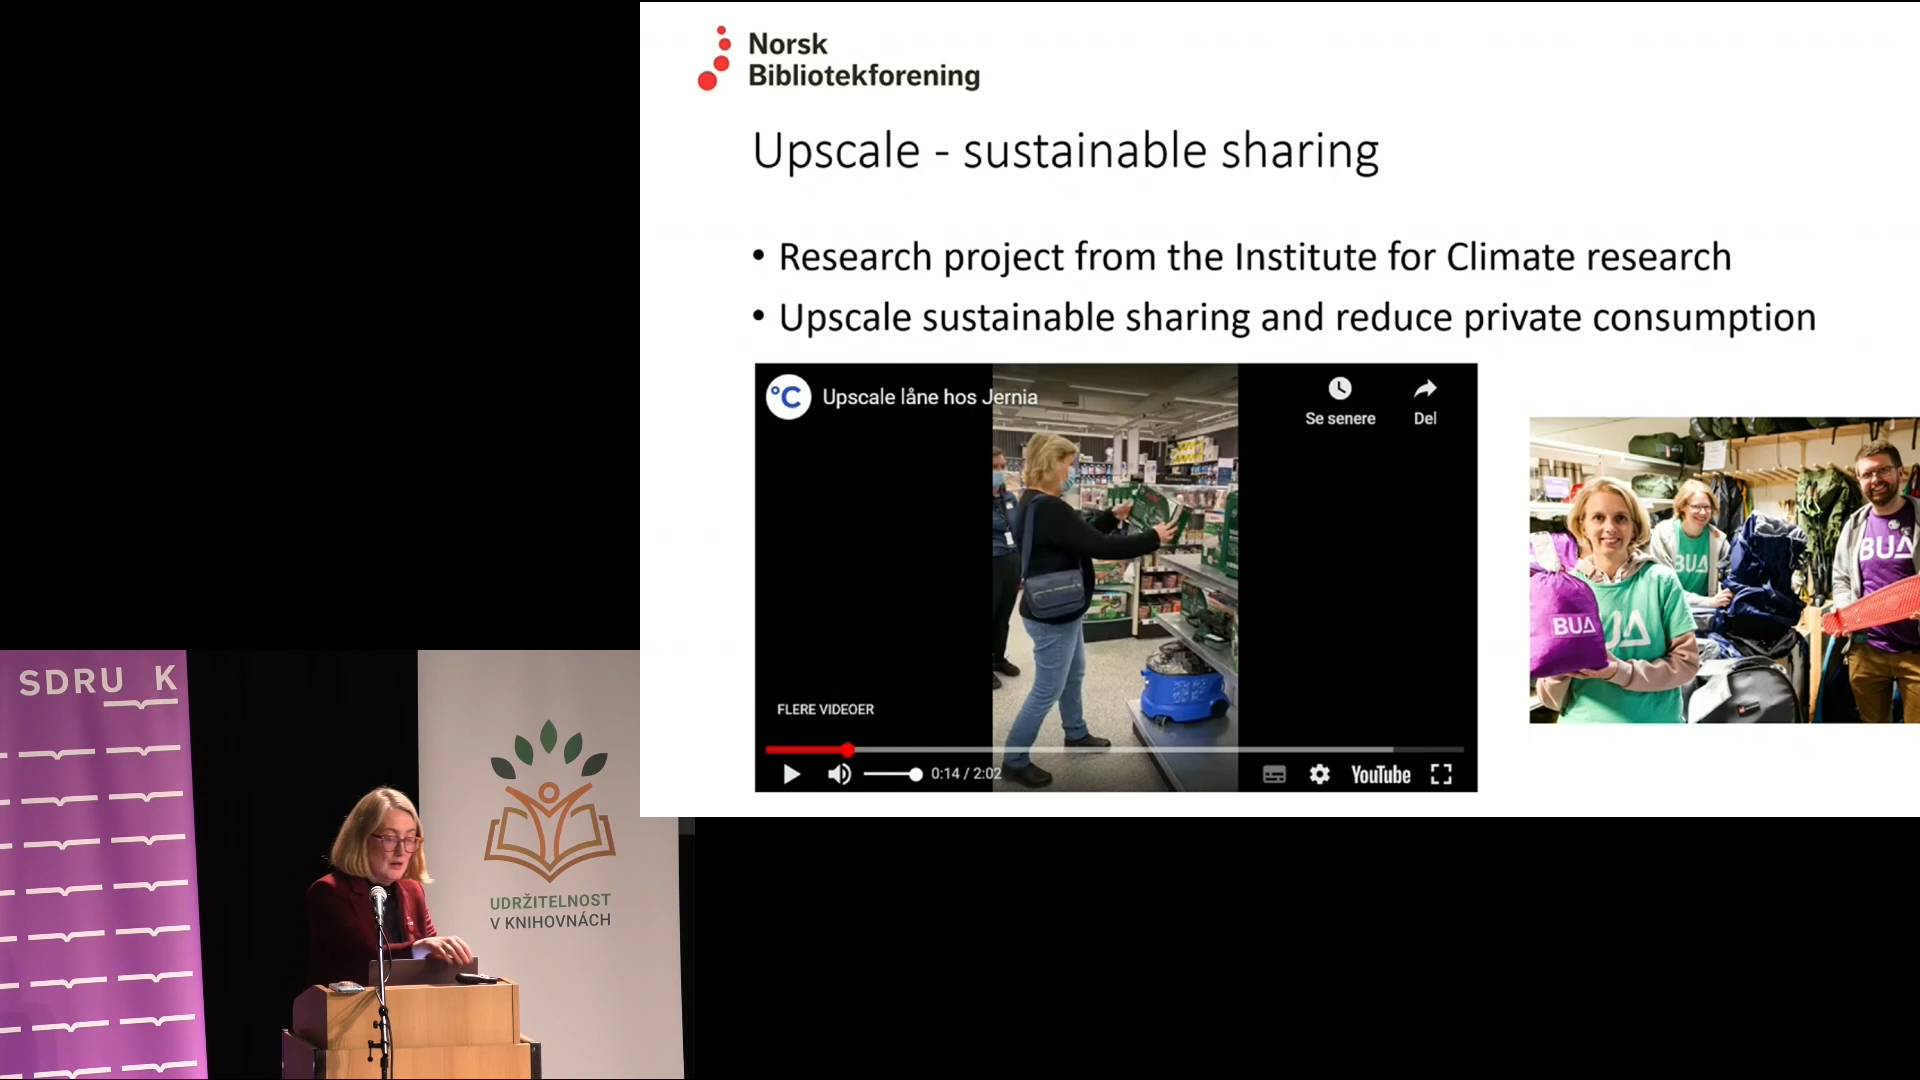 Norsk
Bibliotekforening
Upscale - sustainable sharing
• Research project from the Institute for Climate research
• Upscale sustainable sharing and reduce private consumption
°C
Upscale låne hos Jernia
Se senere
Del
FLERE VIDEOER
0:14 / 2:02
YouTube
BUA
BUA
UA
BUA
SDRU K
UDRŽITELNOST
V KNIHOVNÁCH